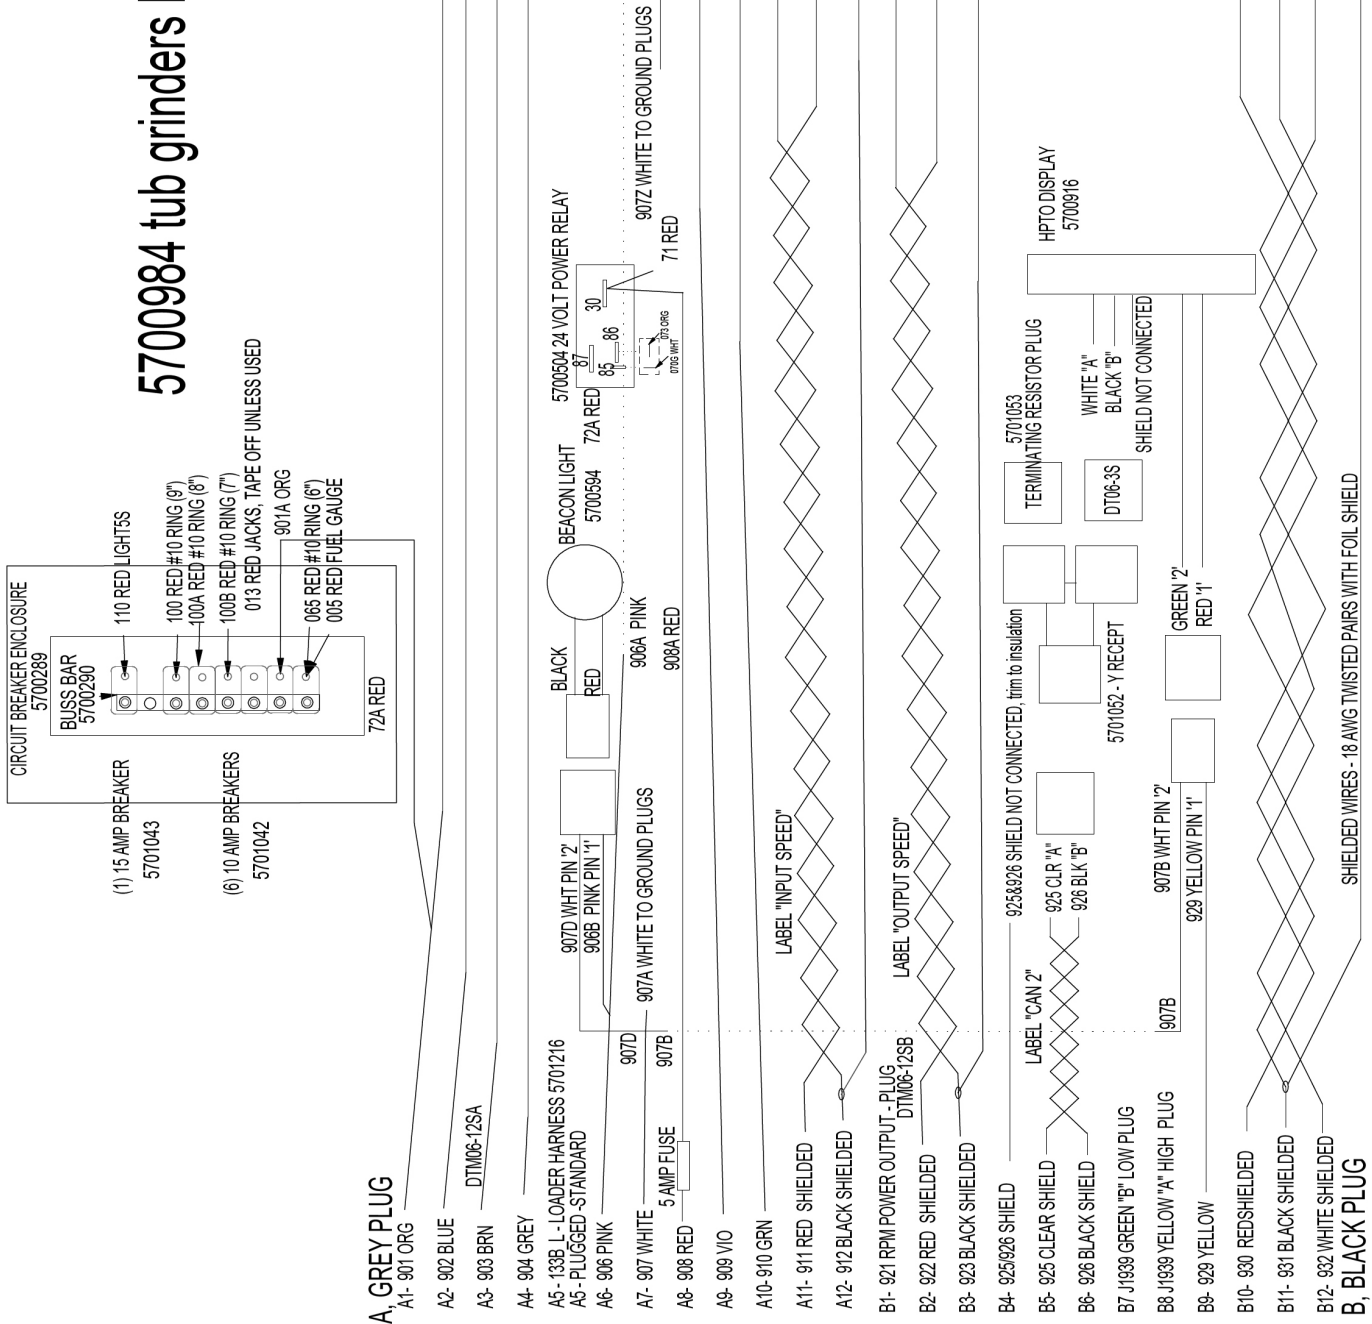 5700984 tub grinders
CIRCUIT BREAKER ENCLOSURE
5700289
BUSS BAR
5700290
72A RED
(1) 15 AMP BREAKER
5701043
(6) 10 AMP BREAKERS
5701042
110 RED LIGHT5S
100 RED #10 RING (9")
100A RED #10 RING (8")
100B RED #10 RING (7")
013 RED JACKS, TAPE OFF UNLESS USED
901A ORG
065 RED #10 RING (6")
005 RED FUEL GAUGE
A, GREY PLUG
A1- 901 ORG
A2- 902 BLUE
A3- 903 BRN
DTM06-12SA
A4- 904 GREY
A5 - 133B_L - LOADER HARNESS 5701216
A5 - PLUGGED -STANDARD
A6- 906 PINK
A7- 907 WHITE
A8- 908 RED
5 AMP FUSE
A9- 909 VIO
A10- 910 GRN
A11- 911 RED SHIELDED
A12- 912 BLACK SHIELDED
907D WHT PIN '2'
906B PINK PIN '1'
907D
907B
907A WHITE TO GROUND PLUGS
BLACK
RED
BEACON LIGHT
5700594
906A PINK
908A RED
5700504 24 VOLT POWER RELAY
72A RED
87
85
86
30
073 ORG
070G WHT
71 RED
907Z WHITE TO GROUND PLUGS
LABEL "INPUT SPEED"
LABEL "OUTPUT SPEED"
B1- 921 RPM POWER OUTPUT - PLUG
DTM06-12SB
B2- 922 RED SHIELDED
B3- 923 BLACK SHIELDED
B4- 925/926 SHIELD
B5- 925 CLEAR SHIELD
B6- 926 BLACK SHIELD
B7 J1939 GREEN "B" LOW PLUG
B8 J1939 YELLOW "A" HIGH PLUG
B9- 929 YELLOW
B10- 930 REDSHIELDED
B11- 931 BLACK SHIELDED
B12- 932 WHITE SHIELDED
B, BLACK PLUG
925&926 SHIELD NOT CONNECTED, trim to insulation
LABEL "CAN 2"
925 CLR "A"
926 BLK "B"
5701052 - Y RECEPT
5701053
TERMINATING RESISTOR PLUG
DT06-3S
WHITE "A"
BLACK "B"
SHIELD NOT CONNECTED
HPTO DISPLAY
5700916
907B
907B WHT PIN '2'
929 YELLOW PIN '1'
GREEN '2'
RED '1'
SHIELDED WIRES - 18 AWG TWISTED PAIRS WITH FOIL SHIELD